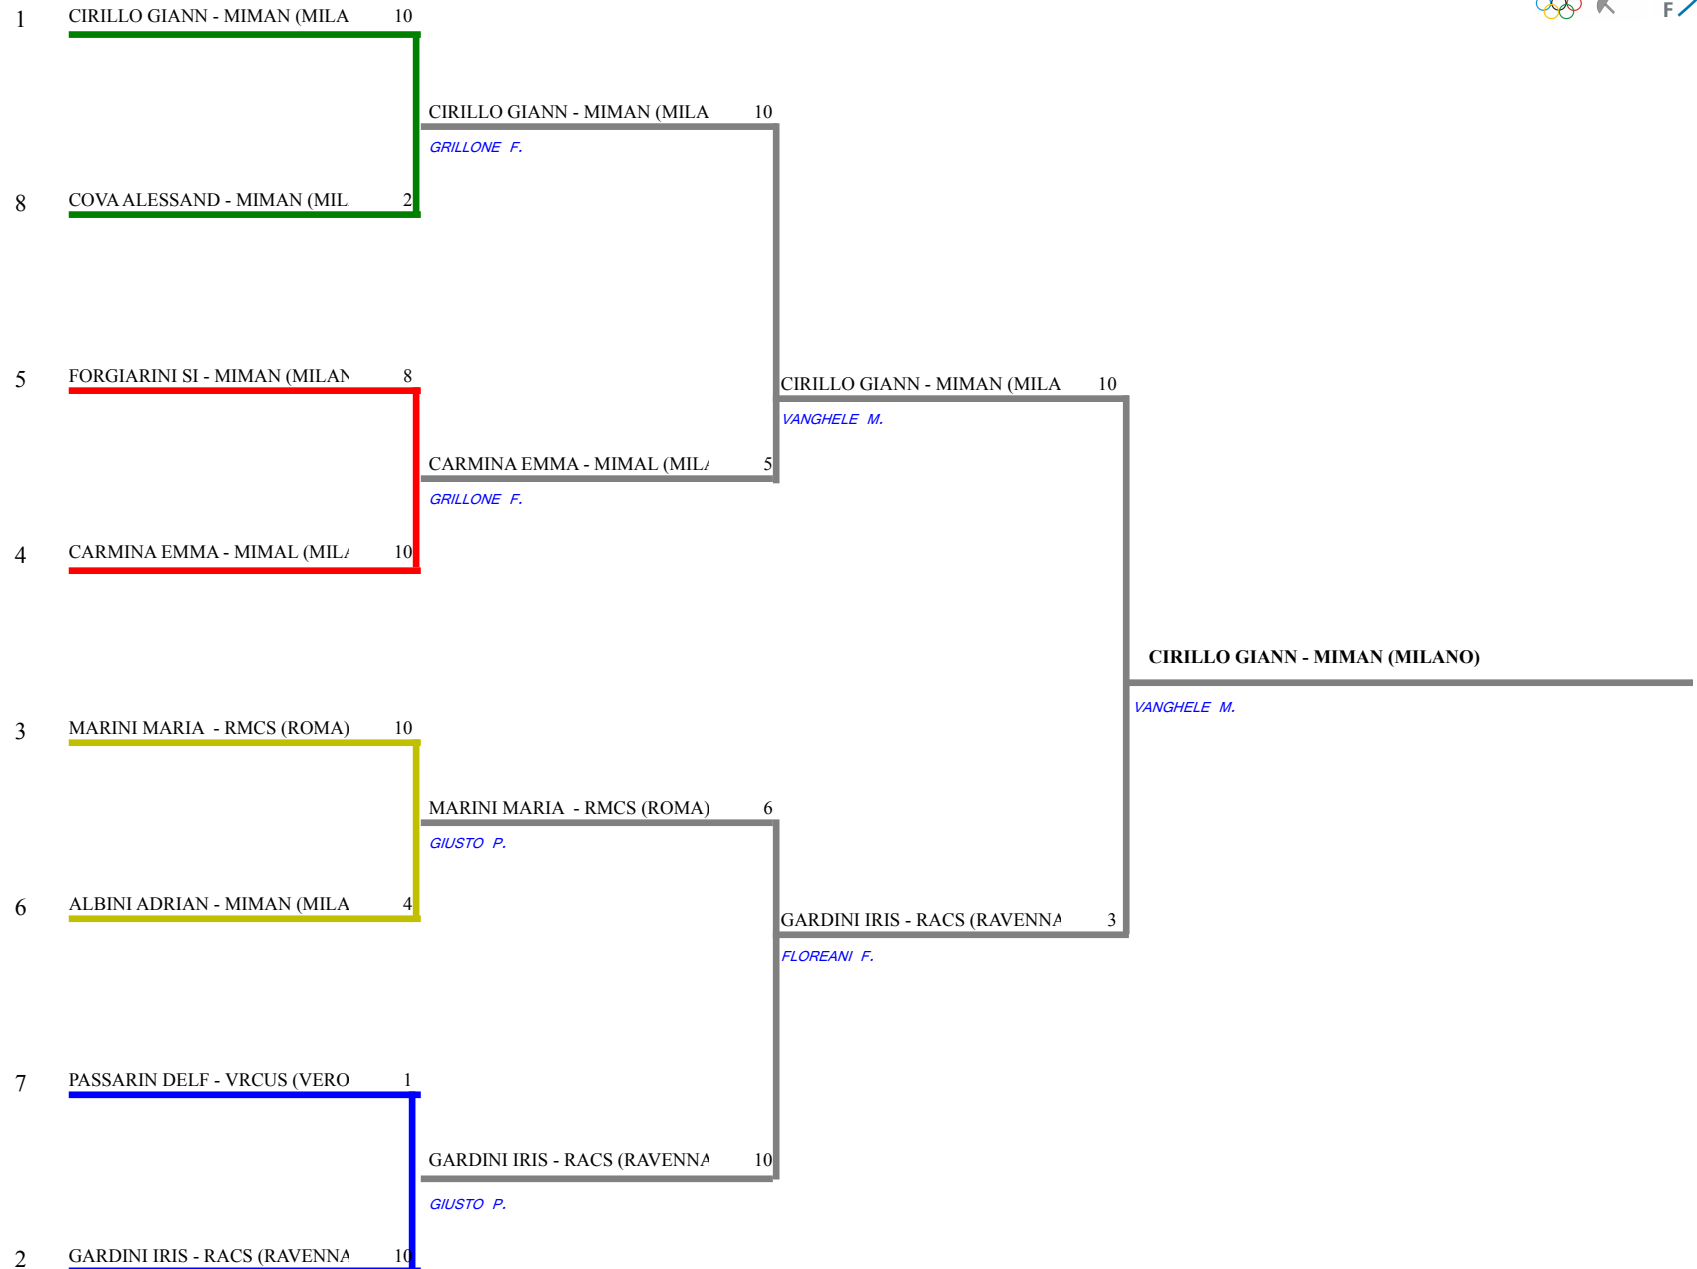 1 CIRILLO GIANN - MIMAN (MILA 10
CIRILLO GIANN - MIMAN (MILA 10
GRILLONE F.
8 COVA ALESSAND - MIMAN (MIL 2
5 FORGIARINI SI - MIMAN (MILAN 8
CIRILLO GIANN - MIMAN (MILA 10
VANGHELE M.
CARMINA EMMA - MIMAL (MILA 5
GRILLONE F.
4 CARMINA EMMA - MIMAL (MILA 10
CIRILLO GIANN - MIMAN (MILANO)
VANGHELE M.
3 MARINI MARIA - RMCS (ROMA) 10
MARINI MARIA - RMCS (ROMA) 6
GIUSTO P.
6 ALBINI ADRIAN - MIMAN (MILA 4
GARDINI IRIS - RACS (RAVENNA 3
FLOREANI F.
7 PASSARIN DELF - VRCUS (VERO 1
GARDINI IRIS - RACS (RAVENNA 10
GIUSTO P.
2 GARDINI IRIS - RACS (RAVENNA 10
F